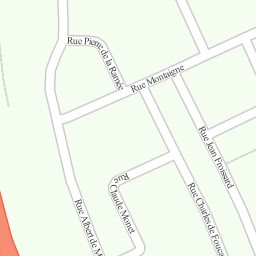 Rue Pierre de la Ramée
Rue Montaigne
Rue Jean Froissard
Rue Claude Monet
Rue Albert de M
Rue Charles de Fouca